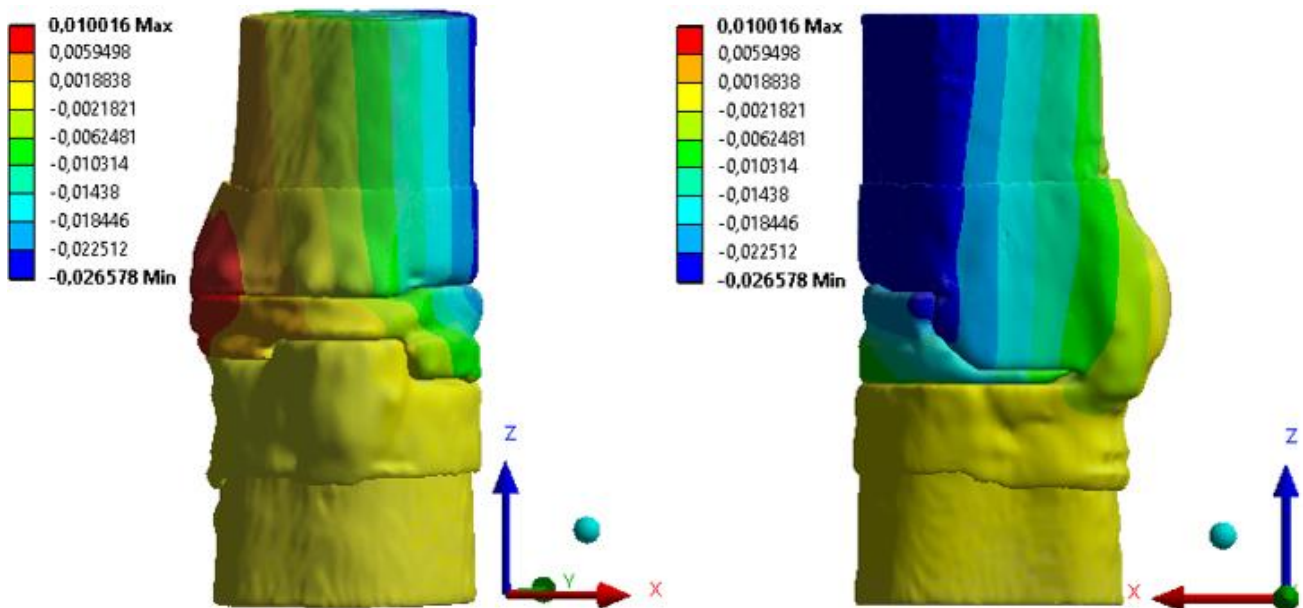 0,010016 Max
0,0059498
0,0018838
-0,0021821
-0,0062481
-0,010314
-0,01438
-0,018446
-0,022512
-0,026578 Min
Z
Y
X
0,010016 Max
0,0059498
0,0018838
-0,0021821
-0,0062481
-0,010314
-0,01438
-0,018446
-0,022512
-0,026578 Min
Z
X